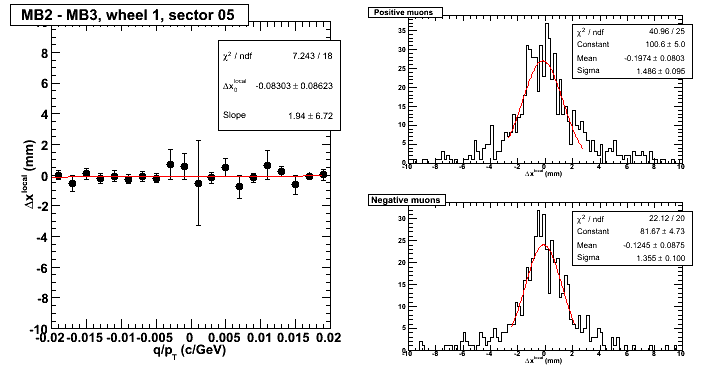 MB2 - MB3, wheel 1, sector 05
χ² / ndf 7.243 / 18
Δx₀^local -0.08303 ± 0.08623
Slope 1.94 ± 6.72
Δx^local (mm)
8
6
4
2
0
-2
-4
-6
-8
-10
-0.02 -0.015 -0.01 -0.005 0 0.005 0.01 0.015 0.02
q/p_T (c/GeV)
Positive muons
χ² / ndf 40.96 / 25
Constant 100.6 ± 5.0
Mean -0.1974 ± 0.0803
Sigma 1.486 ± 0.095
35
30
25
20
15
10
5
0
-10 -8 -6 -4 -2 0 2 4 6 8 10
Δx^local (mm)
Negative muons
χ² / ndf 22.12 / 20
Constant 81.67 ± 4.73
Mean -0.1245 ± 0.0875
Sigma 1.355 ± 0.100
30
25
20
15
10
5
0
-10 -8 -6 -4 -2 0 2 4 6 8 10
Δx^local (mm)